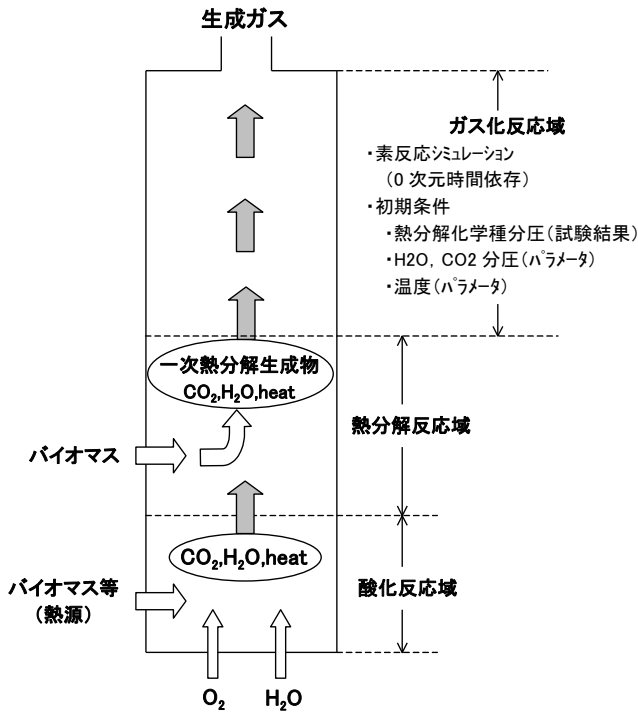 生成ガス
ガス化反応域
・素反応シミュレーション
(0 次元時間依存)
・初期条件
・熱分解化学種分圧(試験結果)
・H2O, CO2 分圧(パラメータ)
・温度(パラメータ)
一次熱分解生成物
CO₂,H₂O,heat
熱分解反応域
バイオマス
CO₂,H₂O,heat
バイオマス等
(熱源)
酸化反応域
O₂ H₂O